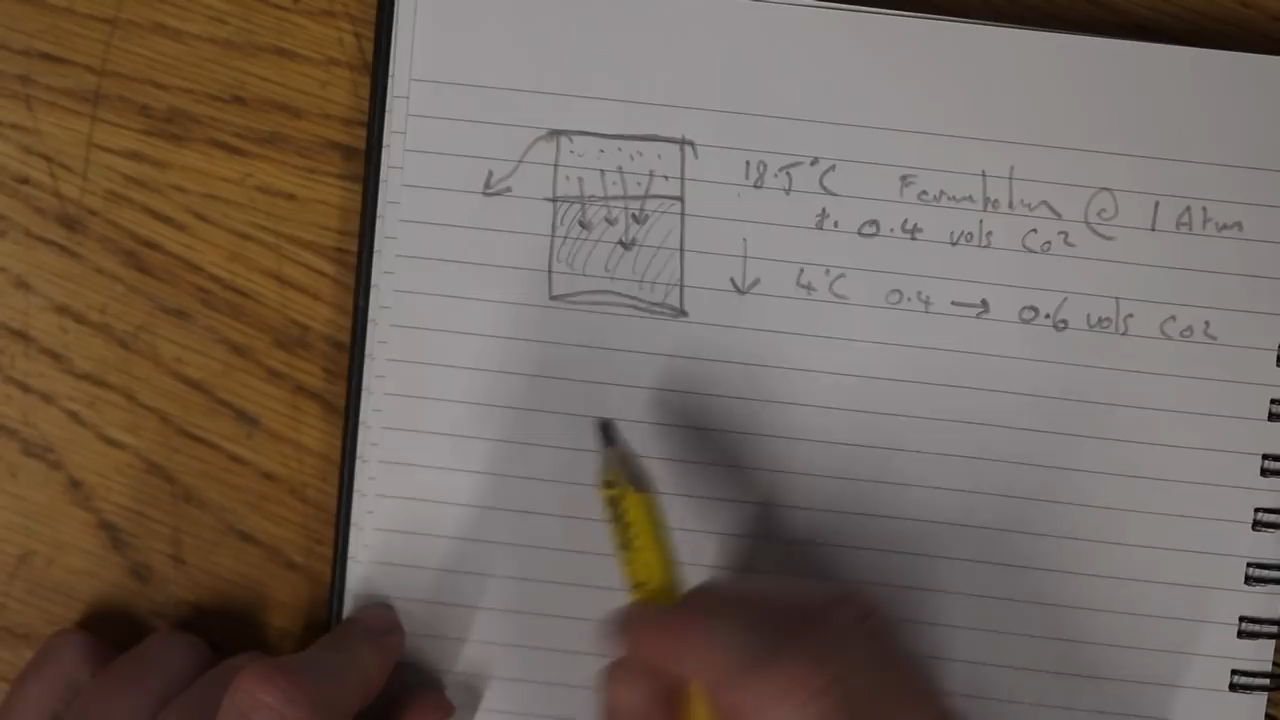 18.5°C Fermentation @ 1 Atm
t. 0.4 vols CO2
↓ 4°C 0.4 → 0.6 vols CO2